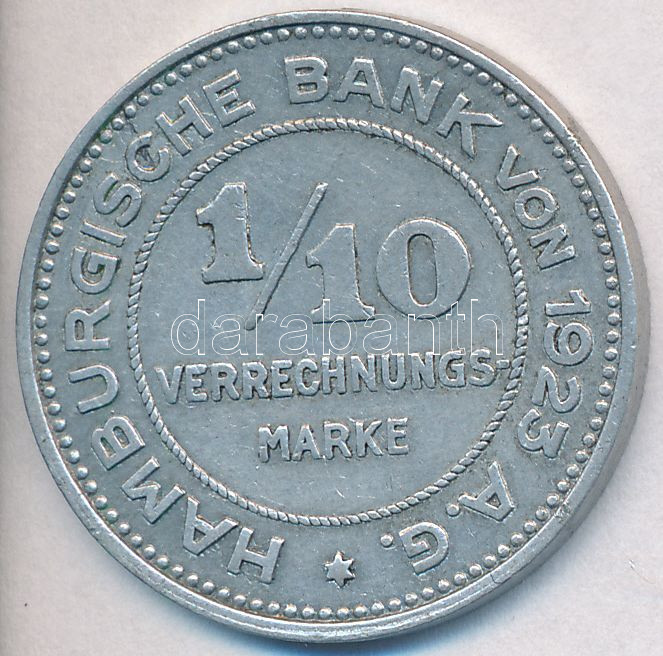 HAMBURGISCHE BANK VON 1923 A.G.
1/10
darabanth
VERRECHNUNGS-
MARKE